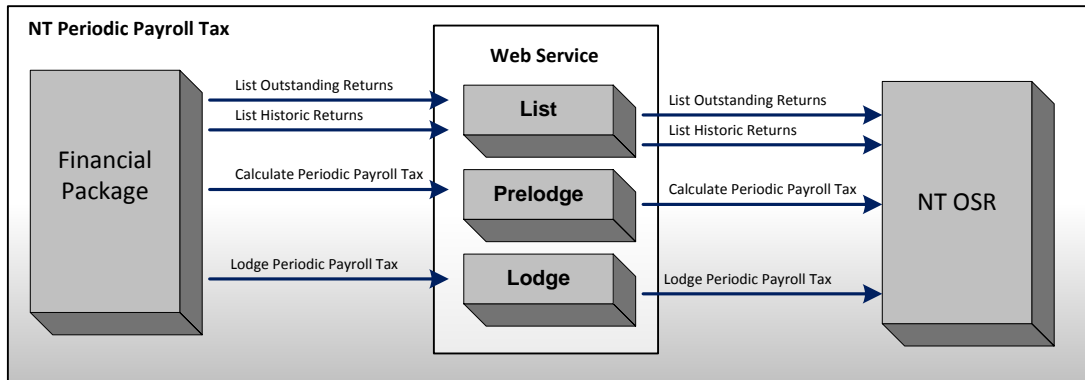 NT Periodic Payroll Tax
Web Service
List Outstanding Returns
List Historic Returns
Calculate Periodic Payroll Tax
Lodge Periodic Payroll Tax
Financial
Package
List
Prelodge
Lodge
List Outstanding Returns
List Historic Returns
Calculate Periodic Payroll Tax
Lodge Periodic Payroll Tax
NT OSR